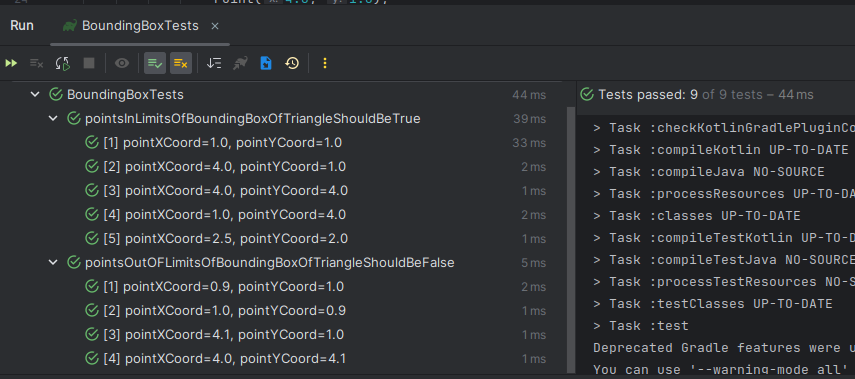 24 Point( x: 4.0, y: 1.0),
Run BoundingBoxTests
BoundingBoxTests 44 ms
pointsInLimitsOfBoundingBoxOfTriangleShouldBeTrue 39 ms
[1] pointXCoord=1.0, pointYCoord=1.0 33 ms
[2] pointXCoord=4.0, pointYCoord=1.0 2 ms
[3] pointXCoord=4.0, pointYCoord=4.0 1 ms
[4] pointXCoord=1.0, pointYCoord=4.0 2 ms
[5] pointXCoord=2.5, pointYCoord=2.0 1 ms
pointsOutOFLimitsOfBoundingBoxOfTriangleShouldBeFalse 5 ms
[1] pointXCoord=0.9, pointYCoord=1.0 2 ms
[2] pointXCoord=1.0, pointYCoord=0.9 1 ms
[3] pointXCoord=4.1, pointYCoord=1.0 1 ms
[4] pointXCoord=4.0, pointYCoord=4.1 1 ms
Tests passed: 9 of 9 tests – 44 ms
> Task :checkKotlinGradlePluginCo
> Task :compileKotlin UP-TO-DATE
> Task :compileJava NO-SOURCE
> Task :processResources UP-TO-DA
> Task :classes UP-TO-DATE
> Task :compileTestKotlin UP-TO-D
> Task :compileTestJava NO-SOURCE
> Task :processTestResources NO-S
> Task :testClasses UP-TO-DATE
> Task :test
Deprecated Gradle features were u
You can use '--warning-mode all'